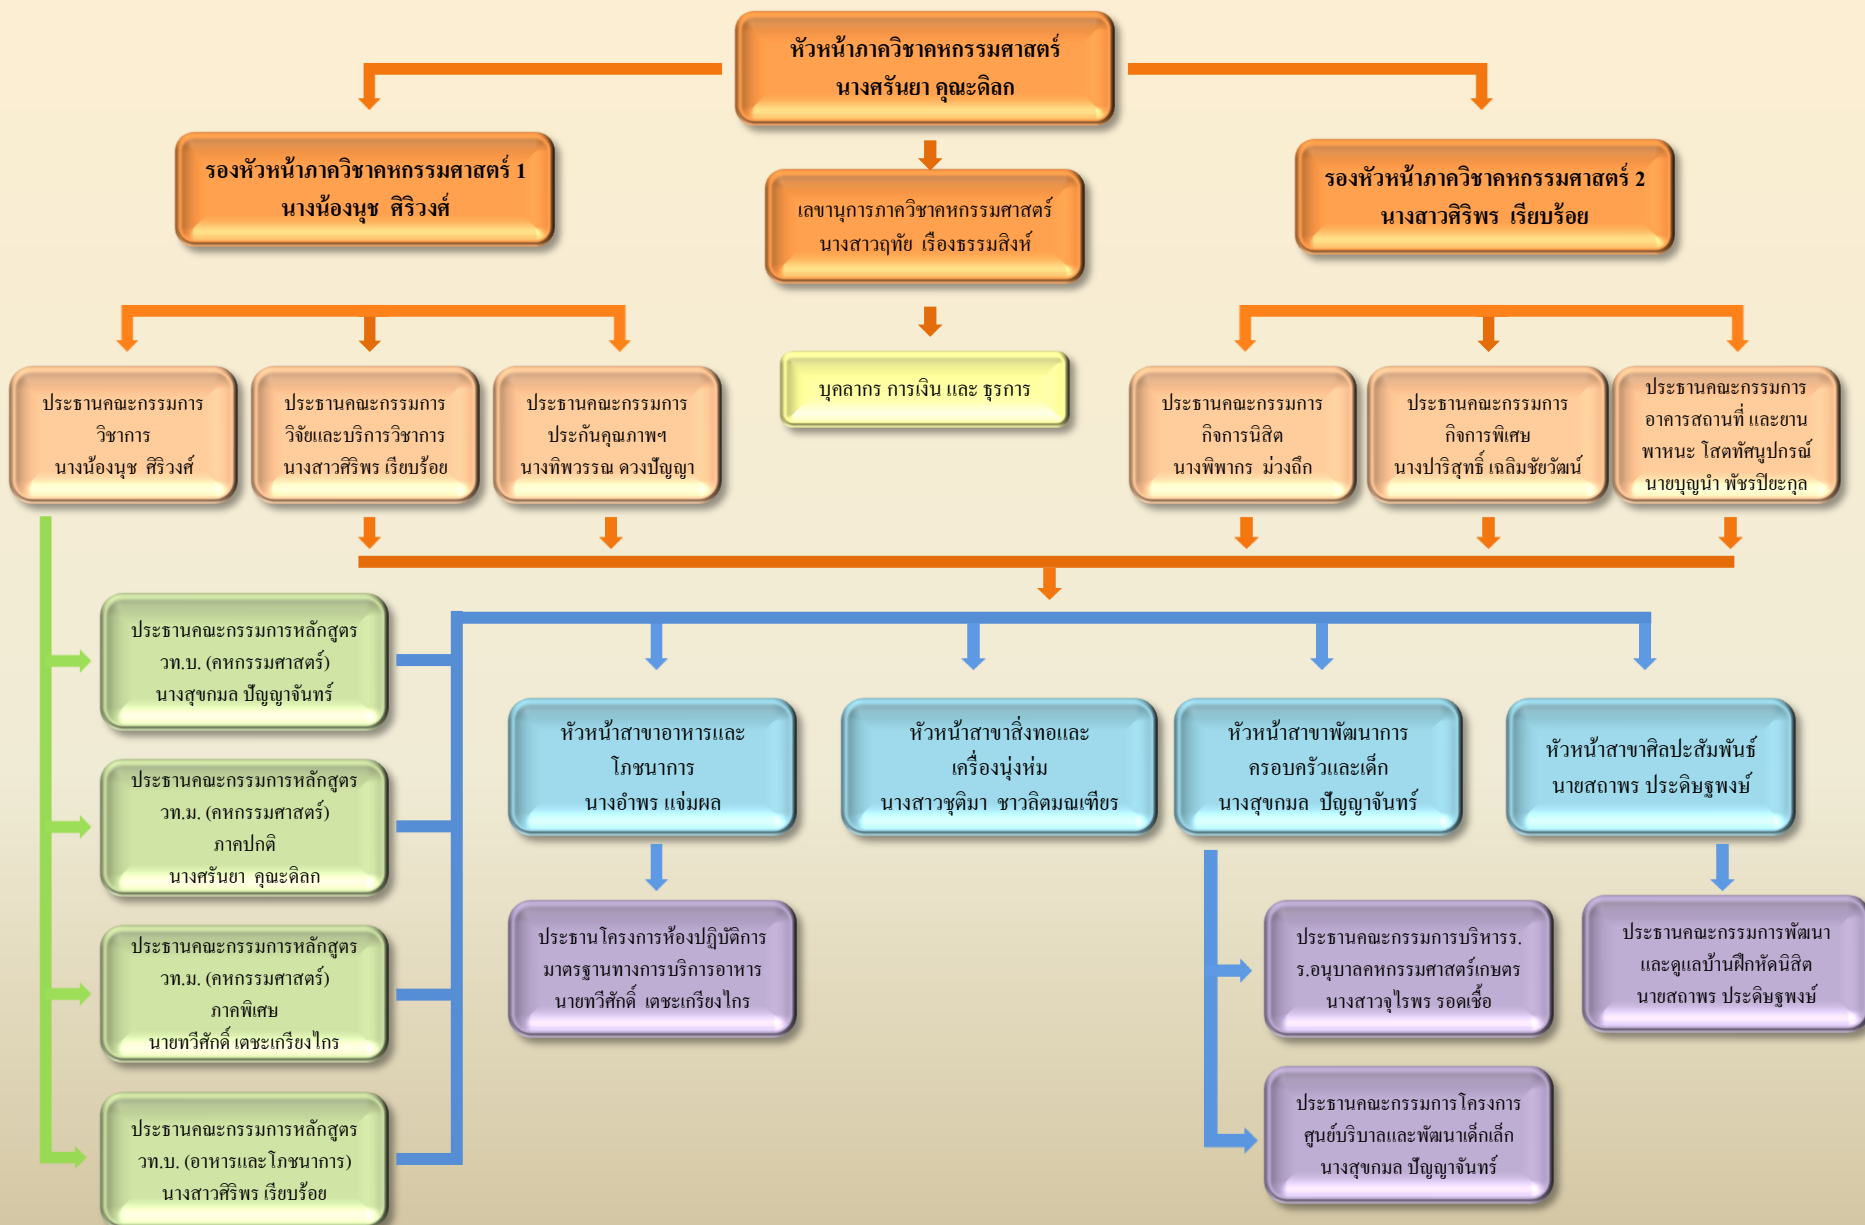 หัวหน้าภาควิชาคหกรรมศาสตร์
นางศรันยา คุณะดิลก
รองหัวหน้าภาควิชาคหกรรมศาสตร์ 1
นางน้องนุช ศิริวงศ์
เลขานุการภาควิชาคหกรรมศาสตร์
นางสาวฤทัย เรืองธรรมสิงห์
รองหัวหน้าภาควิชาคหกรรมศาสตร์ 2
นางสาวศิริพร เรียบร้อย
บุคลากร การเงิน และ ธุรการ
ประธานคณะกรรมการ
วิชาการ
นางน้องนุช ศิริวงศ์
ประธานคณะกรรมการ
วิจัยและบริการวิชาการ
นางสาวศิริพร เรียบร้อย
ประธานคณะกรรมการ
ประกันคุณภาพฯ
นางทิพวรรณ ดวงปัญญา
ประธานคณะกรรมการ
กิจการนิสิต
นางพิพากร ม่วงถึก
ประธานคณะกรรมการ
กิจการพิเศษ
นางปาริสุทธิ์ เฉลิมชัยวัฒน์
ประธานคณะกรรมการ
อาคารสถานที่ และยาน
พาหนะ โสตทัศนูปกรณ์
นายบุญนำ พัชรปิยะกุล
ประธานคณะกรรมการหลักสูตร
วท.บ. (คหกรรมศาสตร์)
นางสุขกมล ปัญญาจันทร์
ประธานคณะกรรมการหลักสูตร
วท.ม. (คหกรรมศาสตร์)
ภาคปกติ
นางศรันยา คุณะดิลก
ประธานคณะกรรมการหลักสูตร
วท.ม. (คหกรรมศาสตร์)
ภาคพิเศษ
นายทวีศักดิ์ เตชะเกรียงไกร
ประธานคณะกรรมการหลักสูตร
วท.บ. (อาหารและโภชนาการ)
นางสาวศิริพร เรียบร้อย
หัวหน้าสาขาอาหารและ
โภชนาการ
นางอำพร แจ่มผล
หัวหน้าสาขาสิ่งทอและ
เครื่องนุ่งห่ม
นางสาวชุติมา ชาวลิตมณเฑียร
หัวหน้าสาขาพัฒนาการ
ครอบครัวและเด็ก
นางสุขกมล ปัญญาจันทร์
หัวหน้าสาขาศิลปะสัมพันธ์
นายสถาพร ประดิษฐพงษ์
ประธานโครงการห้องปฏิบัติการ
มาตรฐานทางการบริการอาหาร
นายทวีศักดิ์ เตชะเกรียงไกร
ประธานคณะกรรมการบริหารร.
ร.อนุบาลคหกรรมศาสตร์เกษตร
นางสาวจุไรพร รอดเชื้อ
ประธานคณะกรรมการพัฒนา
และดูแลบ้านฝึกหัดนิสิต
นายสถาพร ประดิษฐพงษ์
ประธานคณะกรรมการโครงการ
ศูนย์บริบาลและพัฒนาเด็กเล็ก
นางสุขกมล ปัญญาจันทร์